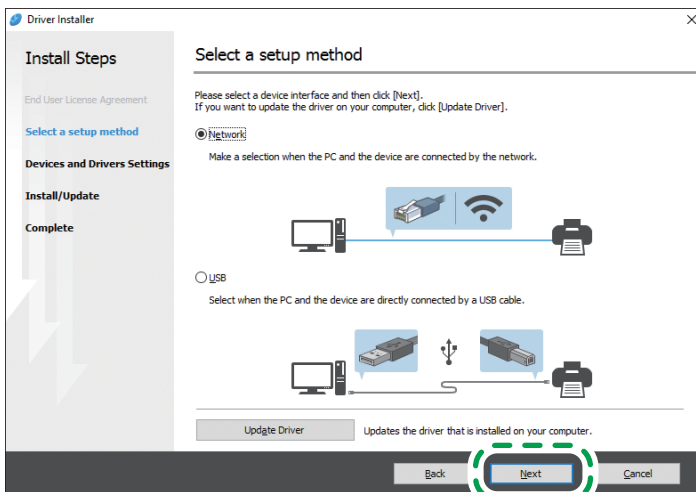 Driver Installer
Install Steps
End User License Agreement
Select a setup method
Devices and Drivers Settings
Install/Update
Complete
Select a setup method
Please select a device interface and then click [Next].
If you want to update the driver on your computer, click [Update Driver].
Network
Make a selection when the PC and the device are connected by the network.
USB
Select when the PC and the device are directly connected by a USB cable.
Update Driver
Updates the driver that is installed on your computer.
Back
Next
Cancel